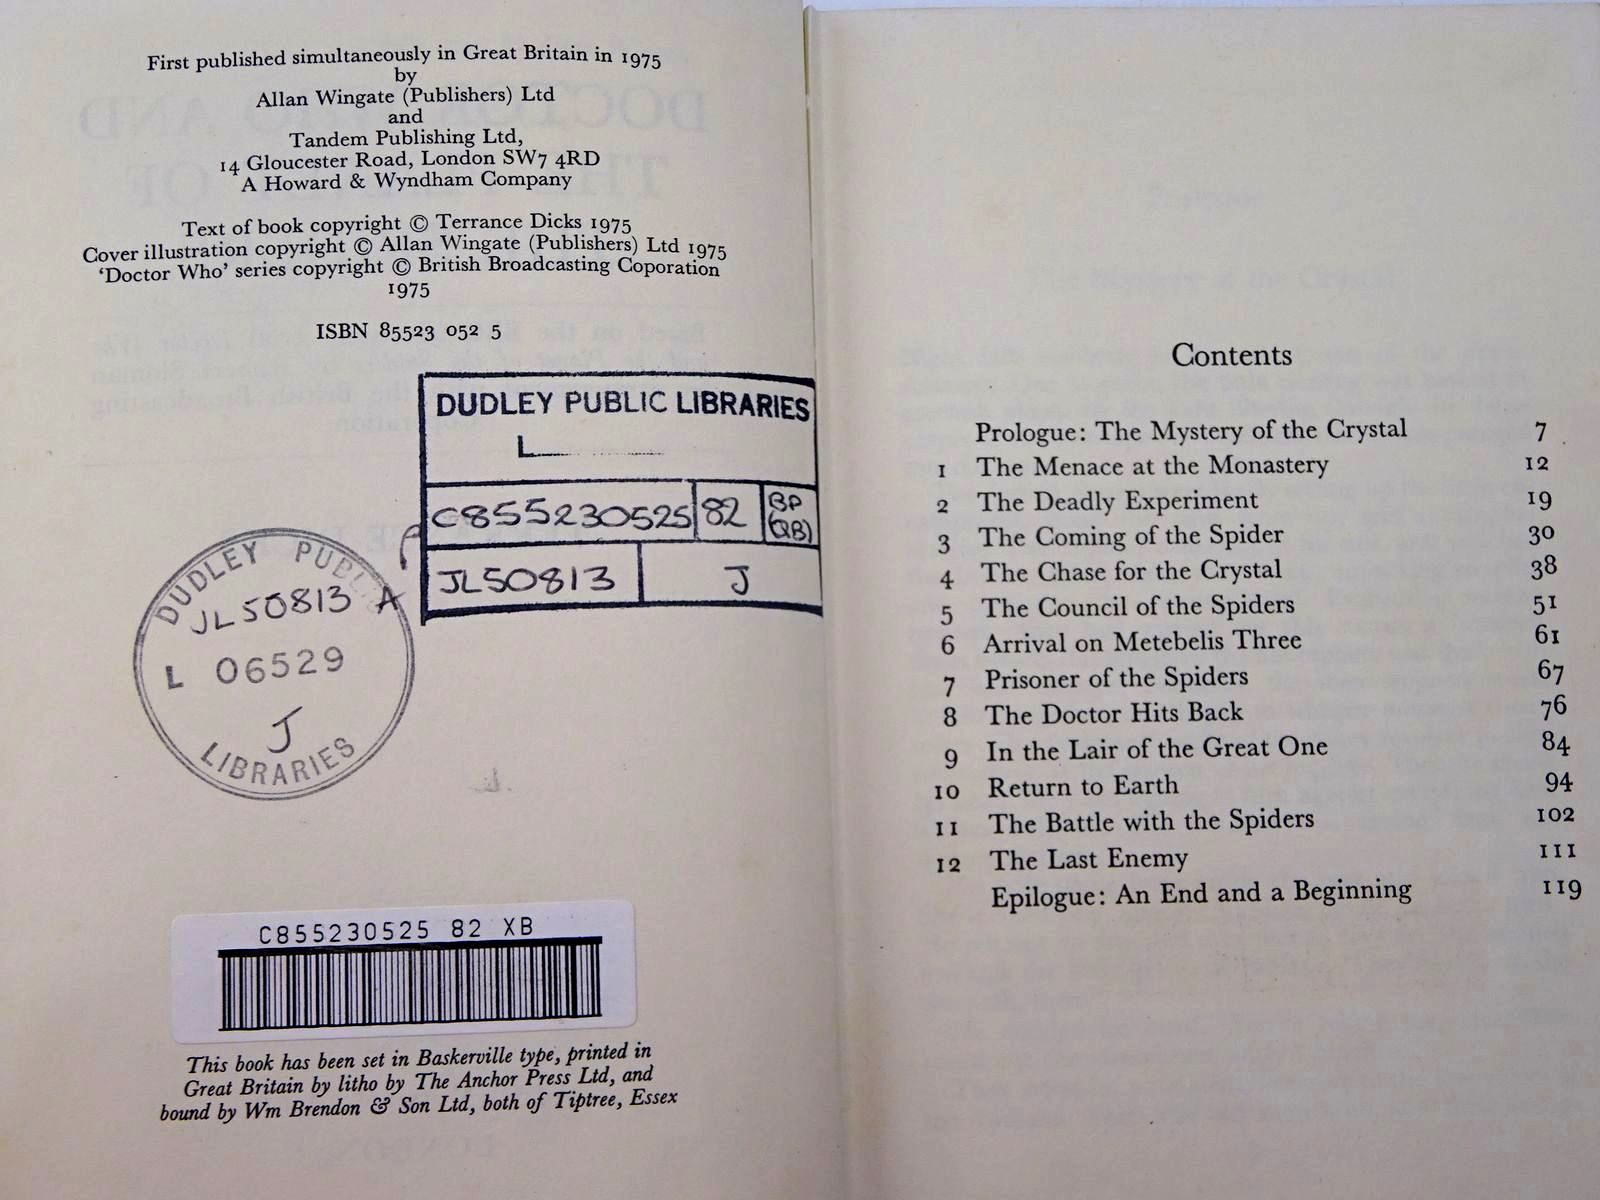 First published simultaneously in Great Britain in 1975
by
Allan Wingate (Publishers) Ltd
and
Tandem Publishing Ltd,
14 Gloucester Road, London SW7 4RD
A Howard & Wyndham Company
Text of book copyright © Terrance Dicks 1975
Cover illustration copyright © Allan Wingate (Publishers) Ltd 1975
'Doctor Who' series copyright © British Broadcasting Coporation
1975
ISBN 85523 052 5
DUDLEY PUBLIC LIBRARIES
L
C855230525 82 BP
(QB)
JL50813 J
DUDLEY PUBLIC
JL50813 A
L 06529
J
LIBRARIES
C855230525 82 XB
This book has been set in Baskerville type, printed in
Great Britain by litho by The Anchor Press Ltd, and
bound by Wm Brendon & Son Ltd, both of Tiptree, Essex
Contents
Prologue: The Mystery of the Crystal 7
1 The Menace at the Monastery 12
2 The Deadly Experiment 19
3 The Coming of the Spider 30
4 The Chase for the Crystal 38
5 The Council of the Spiders 51
6 Arrival on Metebelis Three 61
7 Prisoner of the Spiders 67
8 The Doctor Hits Back 76
9 In the Lair of the Great One 84
10 Return to Earth 94
11 The Battle with the Spiders 102
12 The Last Enemy 111
Epilogue: An End and a Beginning 119